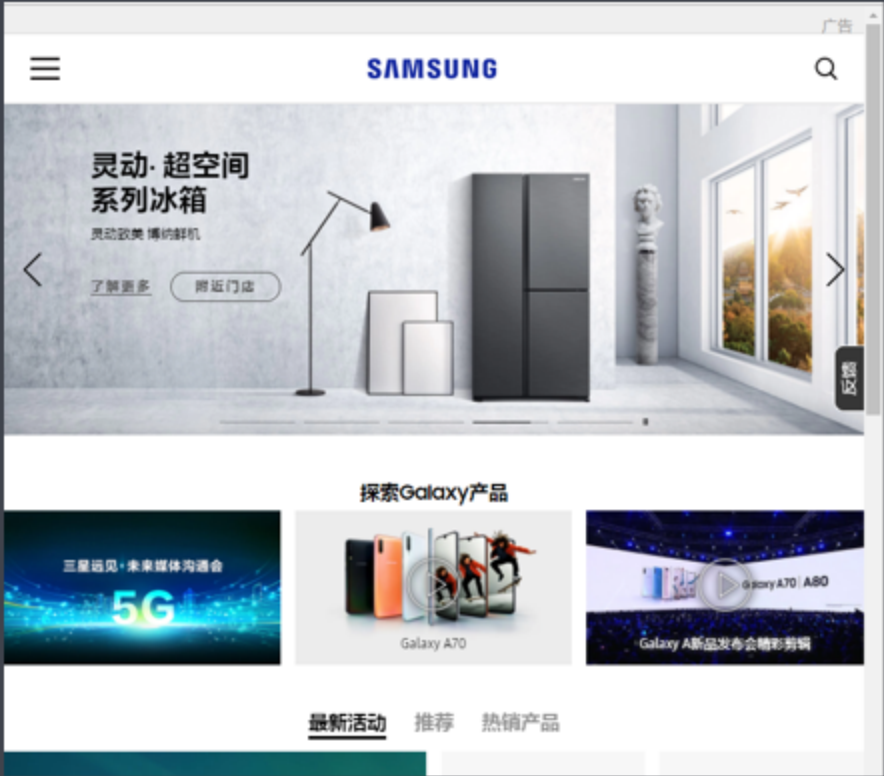 广告
SAMSUNG
灵动· 超空间
系列冰箱
灵动致美 博纳鲜机
了解更多 附近门店
反馈
探索Galaxy产品
三星远见·未来媒体沟通会
5G
Galaxy A70
Galaxy A70 | A80
Galaxy A新品发布会精彩剪辑
最新活动 推荐 热销产品